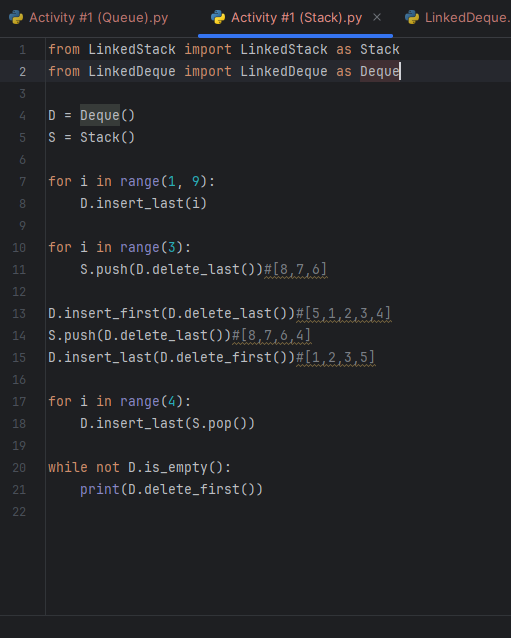 Activity #1 (Queue).py
Activity #1 (Stack).py ×
LinkedDeque.
1 from LinkedStack import LinkedStack as Stack
2 from LinkedDeque import LinkedDeque as Deque
3
4 D = Deque()
5 S = Stack()
6
7 for i in range(1, 9):
8     D.insert_last(i)
9
10 for i in range(3):
11     S.push(D.delete_last())#[8,7,6]
12
13 D.insert_first(D.delete_last())#[5,1,2,3,4]
14 S.push(D.delete_last())#[8,7,6,4]
15 D.insert_last(D.delete_first())#[1,2,3,5]
16
17 for i in range(4):
18     D.insert_last(S.pop())
19
20 while not D.is_empty():
21     print(D.delete_first())
22